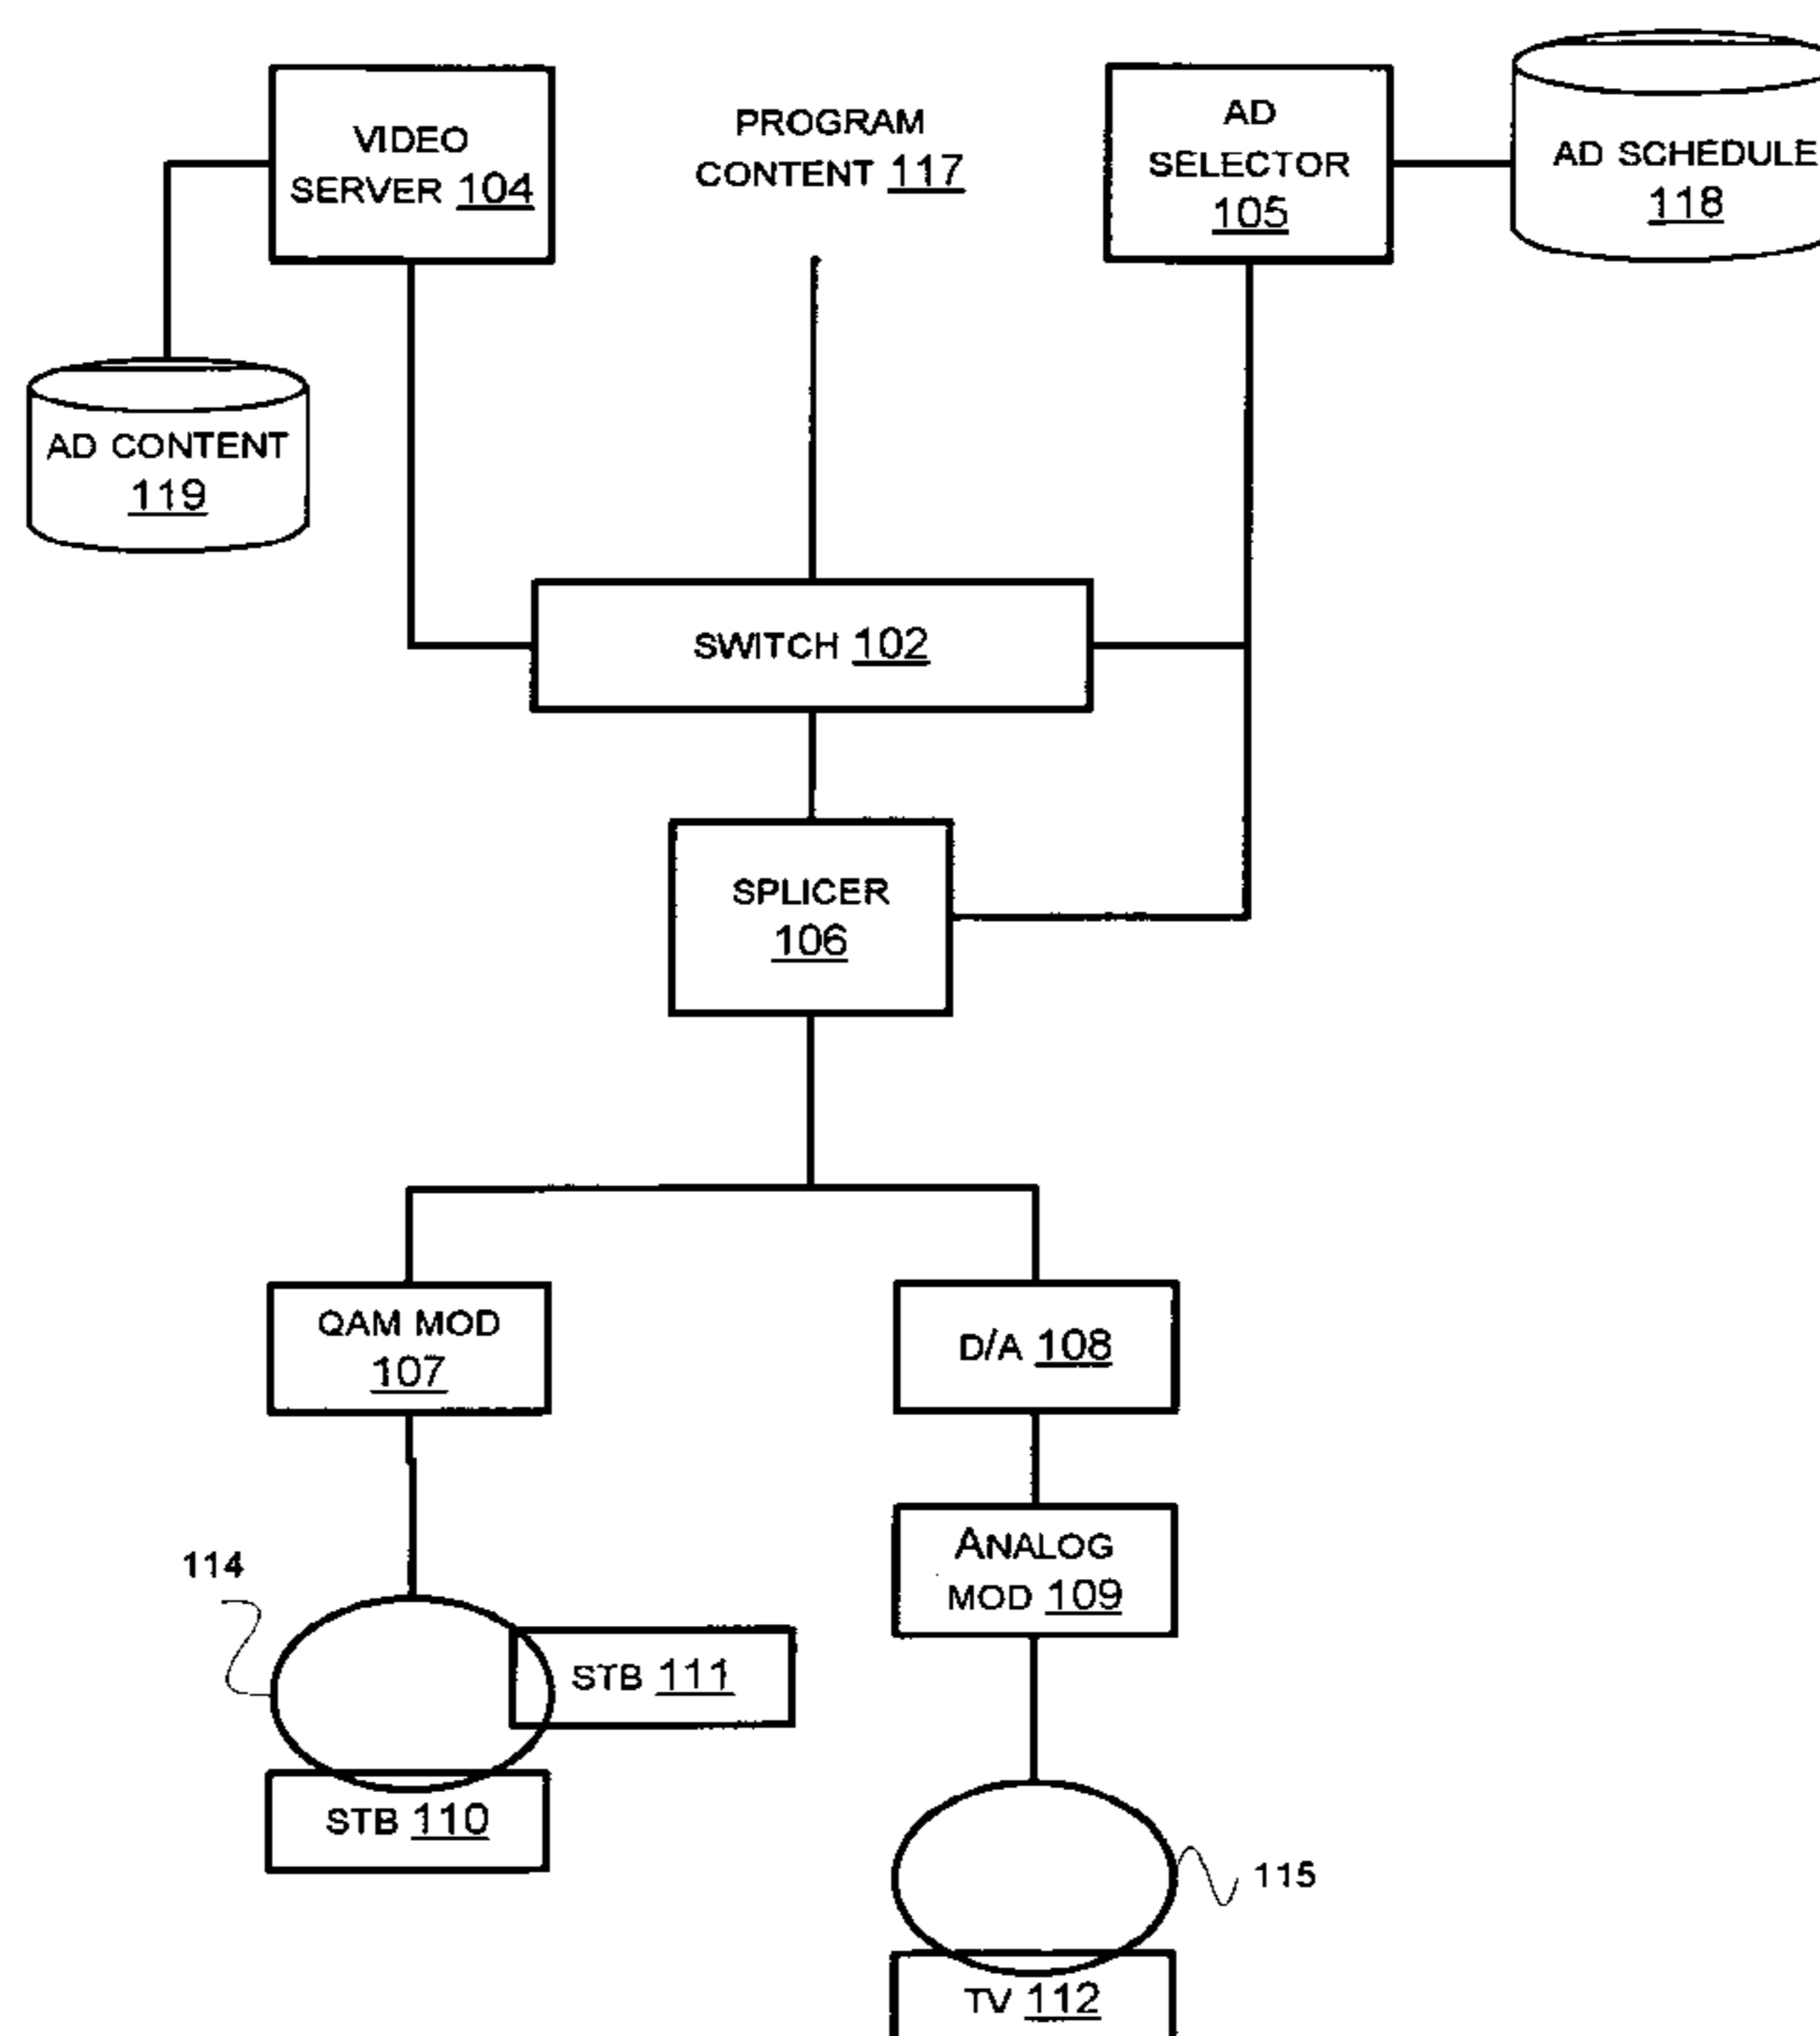 VIDEO
SERVER 104
PROGRAM
CONTENT 117
AD
SELECTOR
105
AD SCHEDULE
118
AD CONTENT
119
SWITCH 102
SPLICER
106
QAM MOD
107
D/A 108
ANALOG
MOD 109
114
STB 111
STB 110
115
TV 112